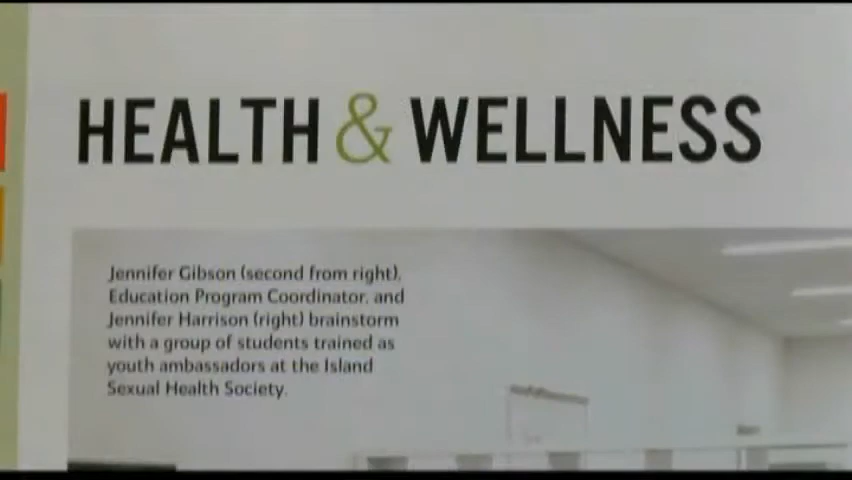 HEALTH & WELLNESS
Jennifer Gibson (second from right),
Education Program Coordinator, and
Jennifer Harrison (right) brainstorm
with a group of students trained as
youth ambassadors at the Island
Sexual Health Society.